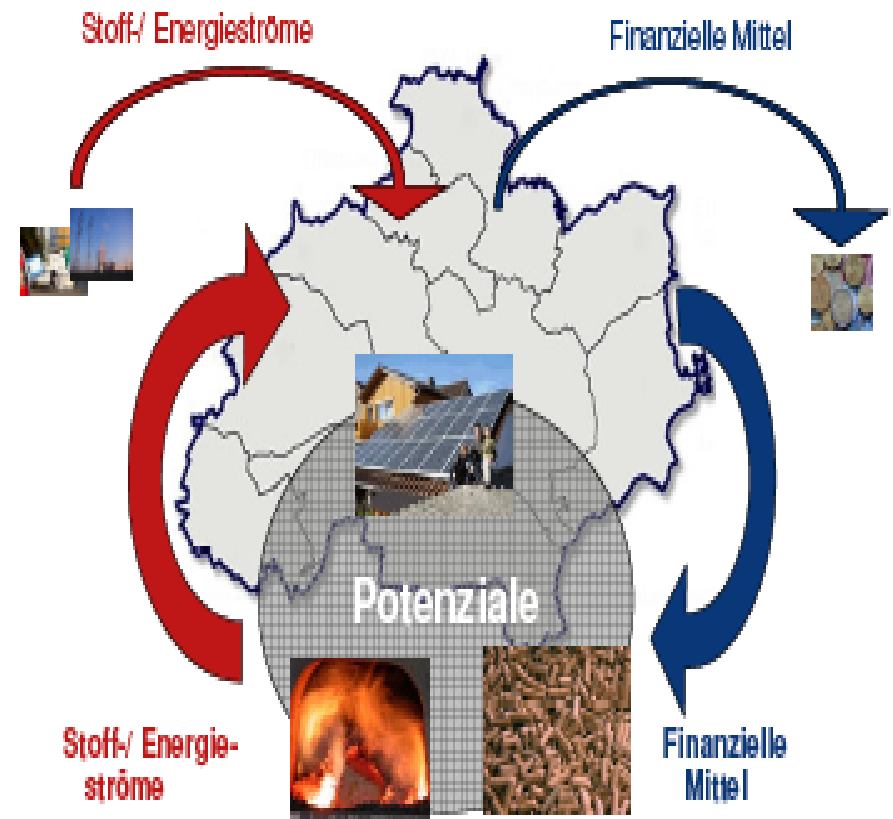 Stoff-/ Energieströme
Finanzielle Mittel
Potenziale
Stoff-/ Energie-
ströme
Finanzielle
Mittel